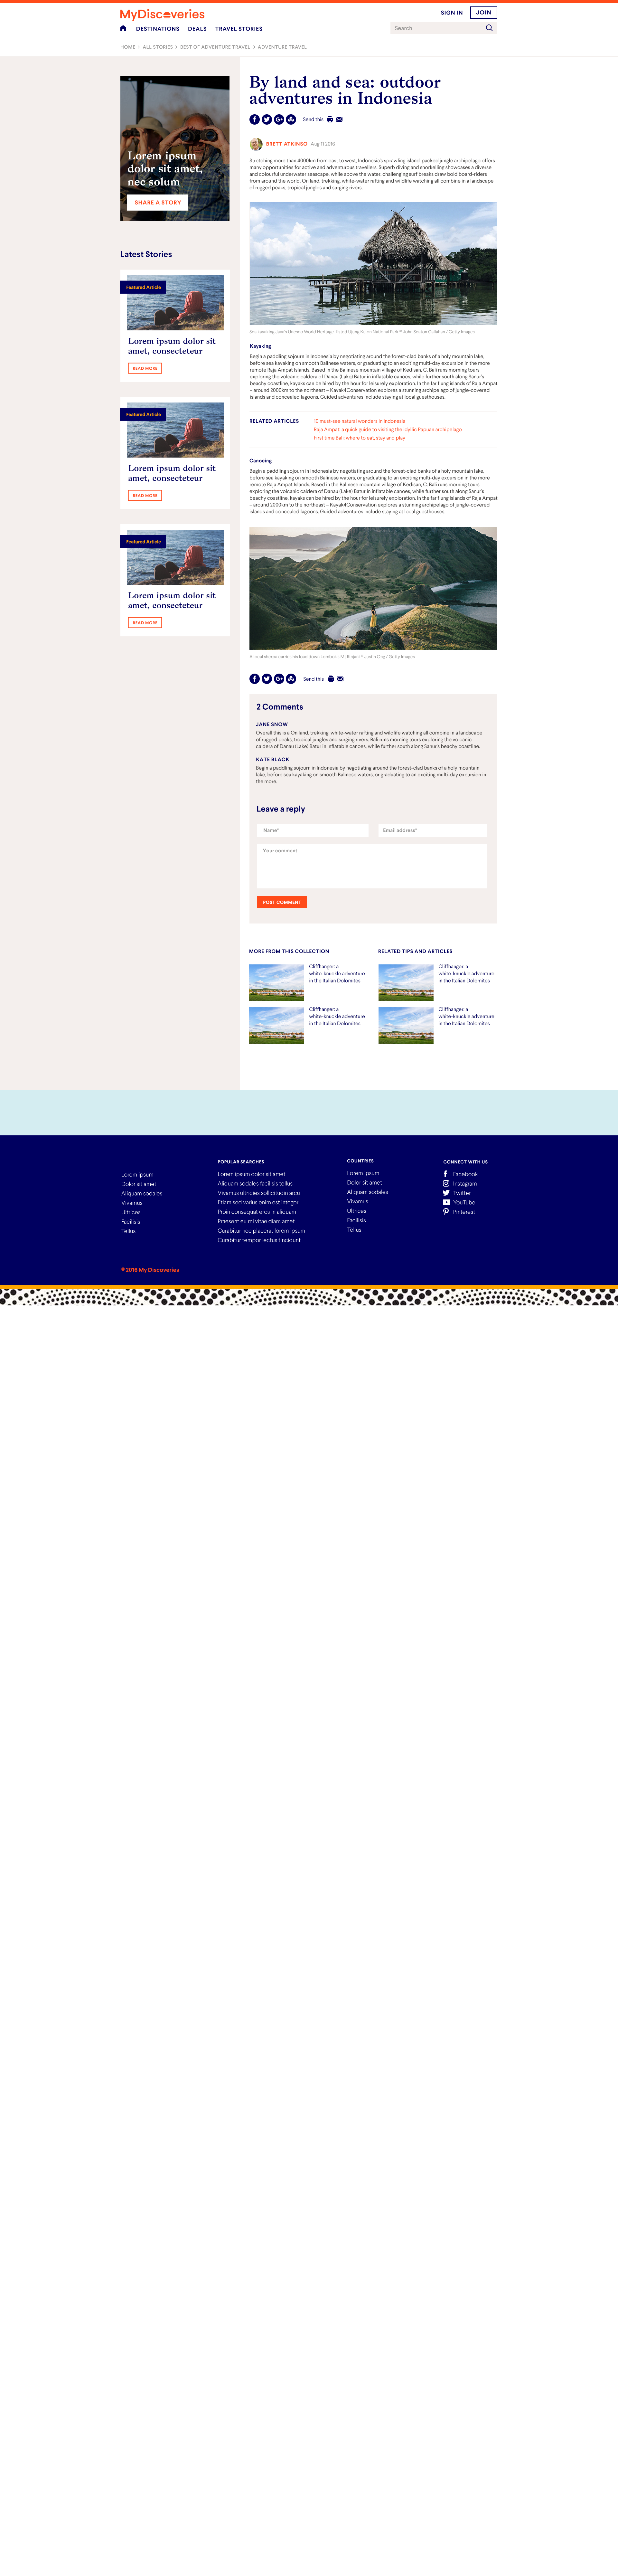 MyDiscoveries
SIGN IN
JOIN
DESTINATIONS
DEALS
TRAVEL STORIES
Search
HOME > ALL STORIES > BEST OF ADVENTURE TRAVEL > ADVENTURE TRAVEL
Lorem ipsum
dolor sit amet,
nec solum
SHARE A STORY
Latest Stories
Featured Article
Lorem ipsum dolor sit
amet, consecteteur
READ MORE
Featured Article
Lorem ipsum dolor sit
amet, consecteteur
READ MORE
Featured Article
Lorem ipsum dolor sit
amet, consecteteur
READ MORE
By land and sea: outdoor
adventures in Indonesia
Send this
BRETT ATKINSO Aug 11 2016
Stretching more than 4000km from east to west, Indonesia's sprawling island-packed jungle archipelago offers
many opportunities for active and adventurous travellers. Superb diving and snorkelling showcases a diverse
and colourful underwater seascape, while above the water, challenging surf breaks draw bold board-riders
from around the world. On land, trekking, white-water rafting and wildlife watching all combine in a landscape
of rugged peaks, tropical jungles and surging rivers.
Sea kayaking Java's Unesco World Heritage-listed Ujung Kulon National Park © John Seaton Callahan / Getty Images
Kayaking
Begin a paddling sojourn in Indonesia by negotiating around the forest-clad banks of a holy mountain lake,
before sea kayaking on smooth Balinese waters, or graduating to an exciting multi-day excursion in the more
remote Raja Ampat Islands. Based in the Balinese mountain village of Kedisan, C. Bali runs morning tours
exploring the volcanic caldera of Danau (Lake) Batur in inflatable canoes, while further south along Sanur's
beachy coastline, kayaks can be hired by the hour for leisurely exploration. In the far flung islands of Raja Ampat
– around 2000km to the northeast – Kayak4Conservation explores a stunning archipelago of jungle-covered
islands and concealed lagoons. Guided adventures include staying at local guesthouses.
RELATED ARTICLES
15 must-see natural wonders in Indonesia
Raja Ampat: a quick guide to visiting the idyllic Papuan archipelago
First time Bali: where to eat, stay and play
Canoeing
Begin a paddling sojourn in Indonesia by negotiating around the forest-clad banks of a holy mountain lake,
before sea kayaking on smooth Balinese waters, or graduating to an exciting multi-day excursion in the more
remote Raja Ampat Islands. Based in the Balinese mountain village of Kedisan, C. Bali runs morning tours
exploring the volcanic caldera of Danau (Lake) Batur in inflatable canoes, while further south along Sanur's
beachy coastline, kayaks can be hired by the hour for leisurely exploration. In the far flung islands of Raja Ampat
– around 2000km to the northeast – Kayak4Conservation explores a stunning archipelago of jungle-covered
islands and concealed lagoons. Guided adventures include staying at local guesthouses.
A local sherpa carries his load down Lombok's Mt Rinjani © Justin Ong / Getty Images
Send this
2 Comments
JANE SNOW
Overall this is a On land, trekking, white-water rafting and wildlife watching all combine in a landscape
of rugged peaks, tropical jungles and surging rivers. Bali runs morning tours exploring the volcanic
caldera of Danau (Lake) Batur in inflatable canoes, while further south along Sanur's beachy coastline.
KATE BLACK
Begin a paddling sojourn in Indonesia by negotiating around the forest-clad banks of a holy mountain
lake, before sea kayaking on smooth Balinese waters, or graduating to an exciting multi-day excursion in
the more.
Leave a reply
Name*
Email address*
Your comment
POST COMMENT
MORE FROM THIS COLLECTION
Cliffhanger: a
white-knuckle adventure
in the Italian Dolomites
Cliffhanger: a
white-knuckle adventure
in the Italian Dolomites
RELATED TIPS AND ARTICLES
Cliffhanger: a
white-knuckle adventure
in the Italian Dolomites
Cliffhanger: a
white-knuckle adventure
in the Italian Dolomites
Lorem ipsum
Dolor sit amet
Aliquam sodales
Vivamus
Ultrices
Facilisis
Tellus
POPULAR SEARCHES
Lorem ipsum dolor sit amet
Aliquam sodales facilisis tellus
Vivamus ultricies sollicitudin arcu
Etiam sed varius enim est integer
Proin consequat eros in aliquam
Praesent eu mi vitae diam amet
Curabitur nec placerat lorem ipsum
Curabitur tempor lectus tincidunt
COUNTRIES
Lorem ipsum
Dolor sit amet
Aliquam sodales
Vivamus
Ultrices
Facilisis
Tellus
CONNECT WITH US
Facebook
Instagram
Twitter
YouTube
Pinterest
© 2016 My Discoveries